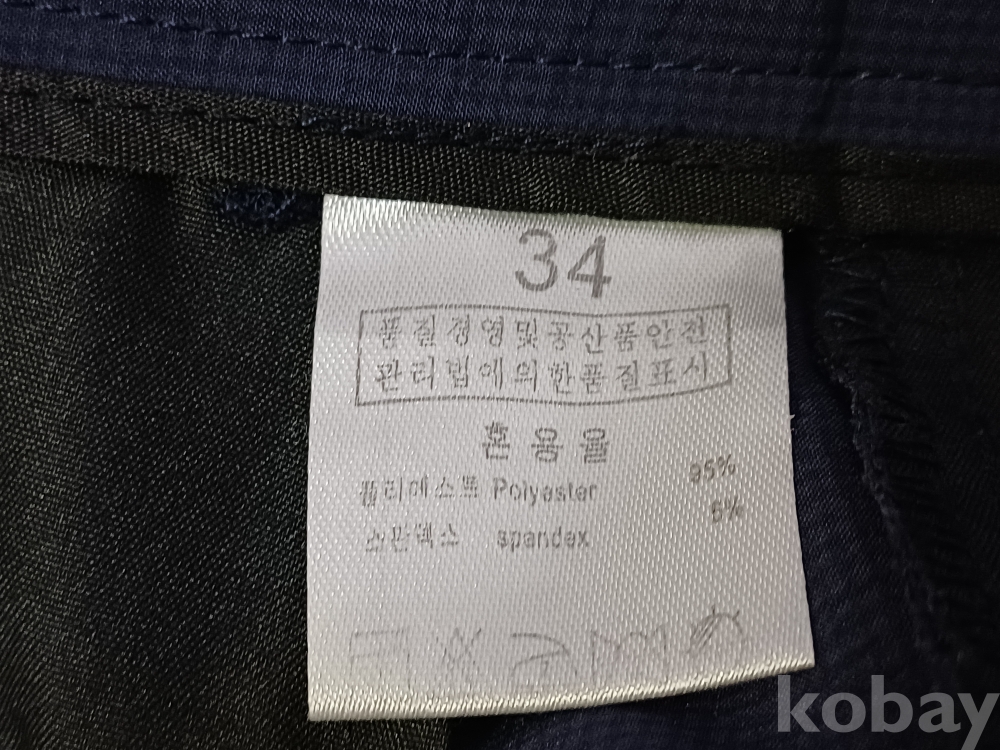 34
품질경영및공산품안전
관리법에의한품질표시
혼용율
폴리에스트 Polyester 95%
스판덱스 spandex 5%
kobay